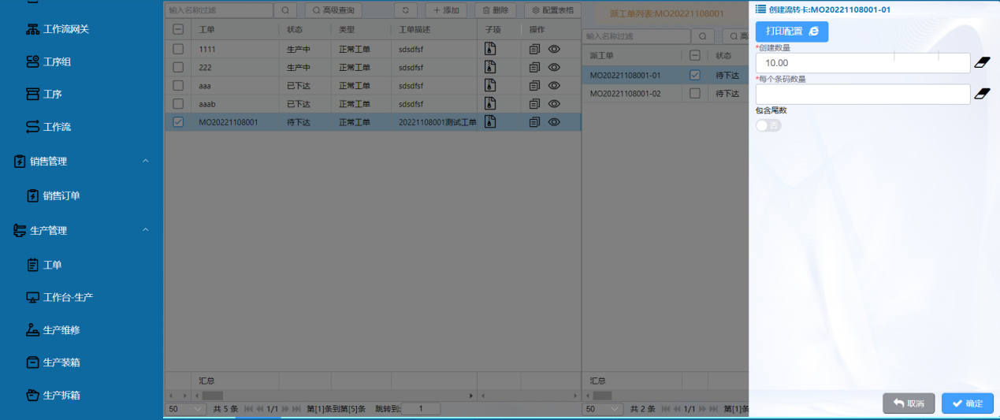 工作流网关
工序组
工序
工作流
销售管理
销售订单
生产管理
工单
工作台-生产
生产维修
生产装箱
生产拆箱
输入名称过滤
高级查询
添加
删除
配置表格
工单 状态 类型 工单描述 子项 操作
1111 生产中 正常工单 sdsdfsf
222 生产中 正常工单 sdsdfsf
aaa 已下达 正常工单 sdsdfsf
aaab 已下达 正常工单 sdsdfsf
MO20221108001 待下达 正常工单 20221108001测试工单
汇总
50 共 5 条 1/1 第[1]条到第[5]条 跳转到: 1
派工单列表:MO20221108001
输入名称过滤
派工单 状态
MO20221108001-01 待下达
MO20221108001-02 待下达
汇总
50 共 2 条 1/1 第[1]条
创建流转卡:MO20221108001-01
打印配置
*创建数量
10.00
*每个条码数量
包含尾数
否
取消
确定